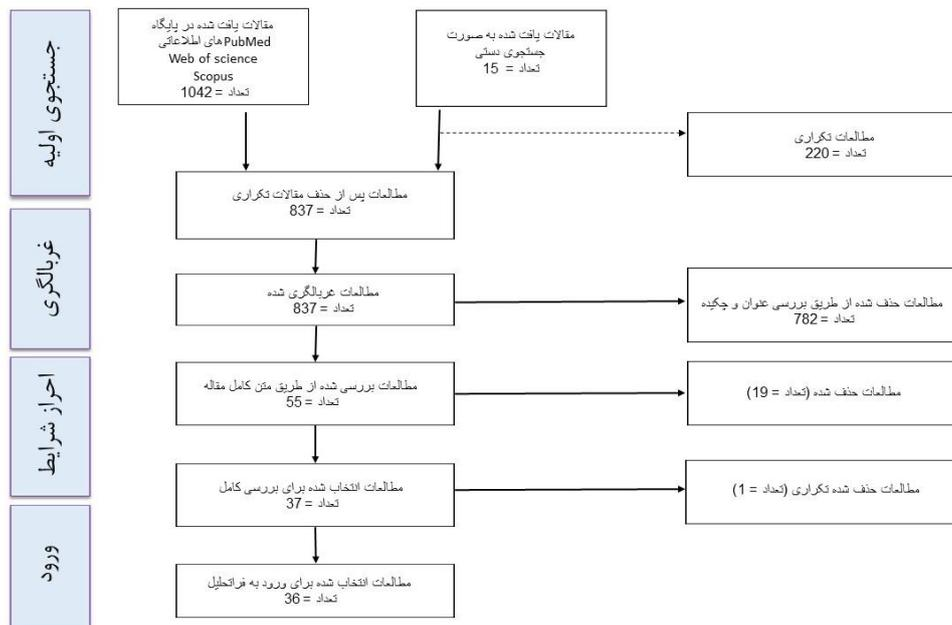 جستجوی اولیه
مقالات یافت شده به صورت
جستجوی دستی
تعداد = 15
مقالات یافت شده در پایگاه
های اطلاعاتی PubMed
Web of science
Scopus
تعداد = 1042
مطالعات تکراری
تعداد = 220
مطالعات پس از حذف مقالات تکراری
تعداد = 837
غربالگری
مطالعات غربالگری شده
تعداد = 837
مطالعات حذف شده از طریق بررسی عنوان و چکیده
تعداد = 782
احراز شرایط
مطالعات بررسی شده از طریق متن کامل مقاله
تعداد = 55
مطالعات حذف شده (تعداد = 19)
مطالعات انتخاب شده برای بررسی کامل
تعداد = 37
مطالعات حذف شده تکراری (تعداد = 1)
ورود
مطالعات انتخاب شده برای ورود به فراتحلیل
تعداد = 36